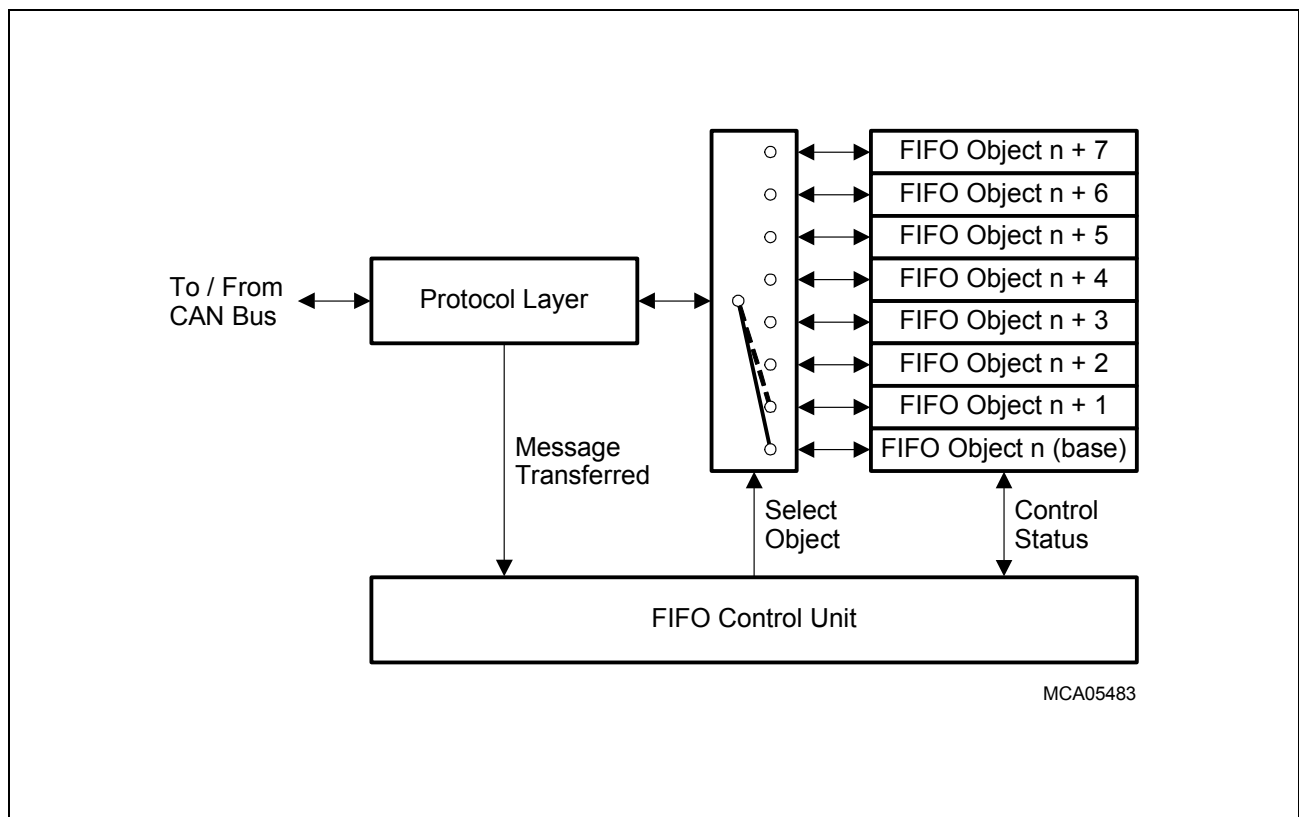 FIFO Object n + 7
FIFO Object n + 6
FIFO Object n + 5
FIFO Object n + 4
FIFO Object n + 3
FIFO Object n + 2
FIFO Object n + 1
FIFO Object n (base)
To / From
CAN Bus
Protocol Layer
Message
Transferred
Select
Object
Control
Status
FIFO Control Unit
MCA05483